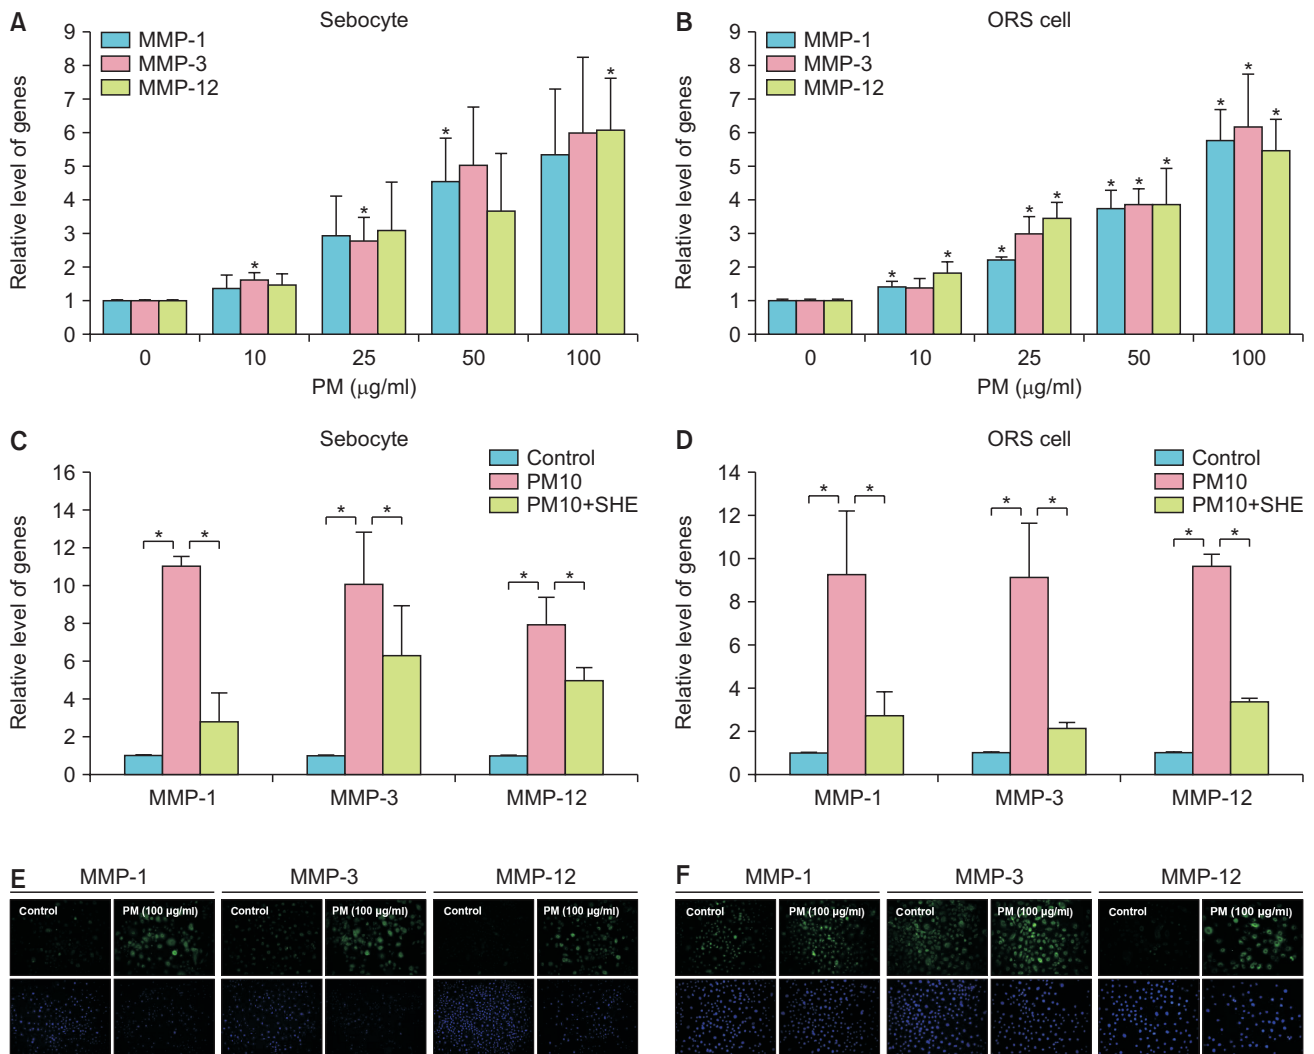 A
Sebocyte
Relative level of genes
9
8
7
6
5
4
3
2
1
0
MMP-1
MMP-3
MMP-12
*
*
*
*
0 10 25 50 100
PM (μg/ml)
B
ORS cell
Relative level of genes
9
8
7
6
5
4
3
2
1
0
MMP-1
MMP-3
MMP-12
* *
* * *
* * *
* * *
0 10 25 50 100
PM (μg/ml)
C
Sebocyte
Relative level of genes
16
14
12
10
8
6
4
2
0
Control
PM10
PM10+SHE
* *
* *
* *
MMP-1 MMP-3 MMP-12
D
ORS cell
Relative level of genes
14
12
10
8
6
4
2
0
Control
PM10
PM10+SHE
* *
* *
* *
MMP-1 MMP-3 MMP-12
E
MMP-1 MMP-3 MMP-12
Control PM (100 μg/ml) Control PM (100 μg/ml) Control PM (100 μg/ml)
F
MMP-1 MMP-3 MMP-12
Control PM (100 μg/ml) Control PM (100 μg/ml) Control PM (100 μg/ml)